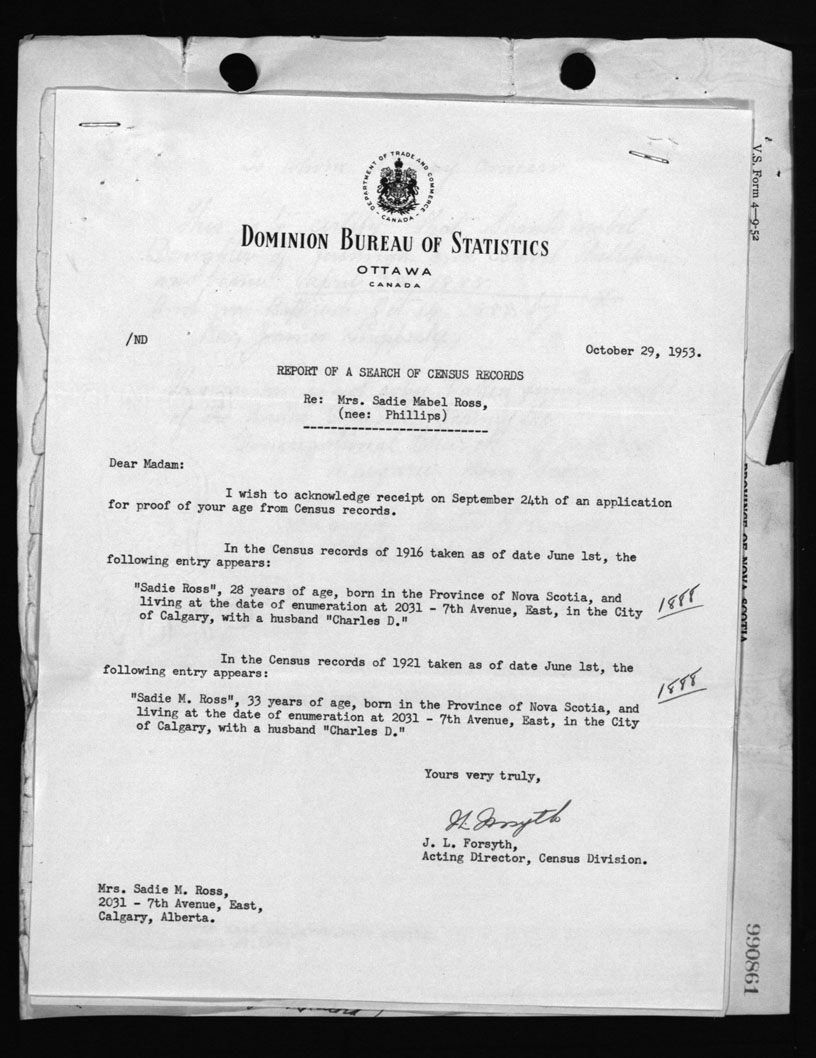 DEPARTMENT OF TRADE AND COMMERCE
CANADA
DOMINION BUREAU OF STATISTICS
OTTAWA
CANADA
/ND
October 29, 1953.
REPORT OF A SEARCH OF CENSUS RECORDS
Re: Mrs. Sadie Mabel Ross,
(nee: Phillips)
Dear Madam:
I wish to acknowledge receipt on September 24th of an application
for proof of your age from Census records.
In the Census records of 1916 taken as of date June 1st, the
following entry appears:
"Sadie Ross", 28 years of age, born in the Province of Nova Scotia, and
living at the date of enumeration at 2031 - 7th Avenue, East, in the City
of Calgary, with a husband "Charles D."
1888
In the Census records of 1921 taken as of date June 1st, the
following entry appears:
"Sadie M. Ross", 33 years of age, born in the Province of Nova Scotia, and
living at the date of enumeration at 2031 - 7th Avenue, East, in the City
of Calgary, with a husband "Charles D."
1888
Yours very truly,
J. L. Forsyth,
Acting Director, Census Division.
Mrs. Sadie M. Ross,
2031 - 7th Avenue, East,
Calgary, Alberta.
V.S. Form 4-9-52
PROVINCE OF NOVA SCOTIA
990861